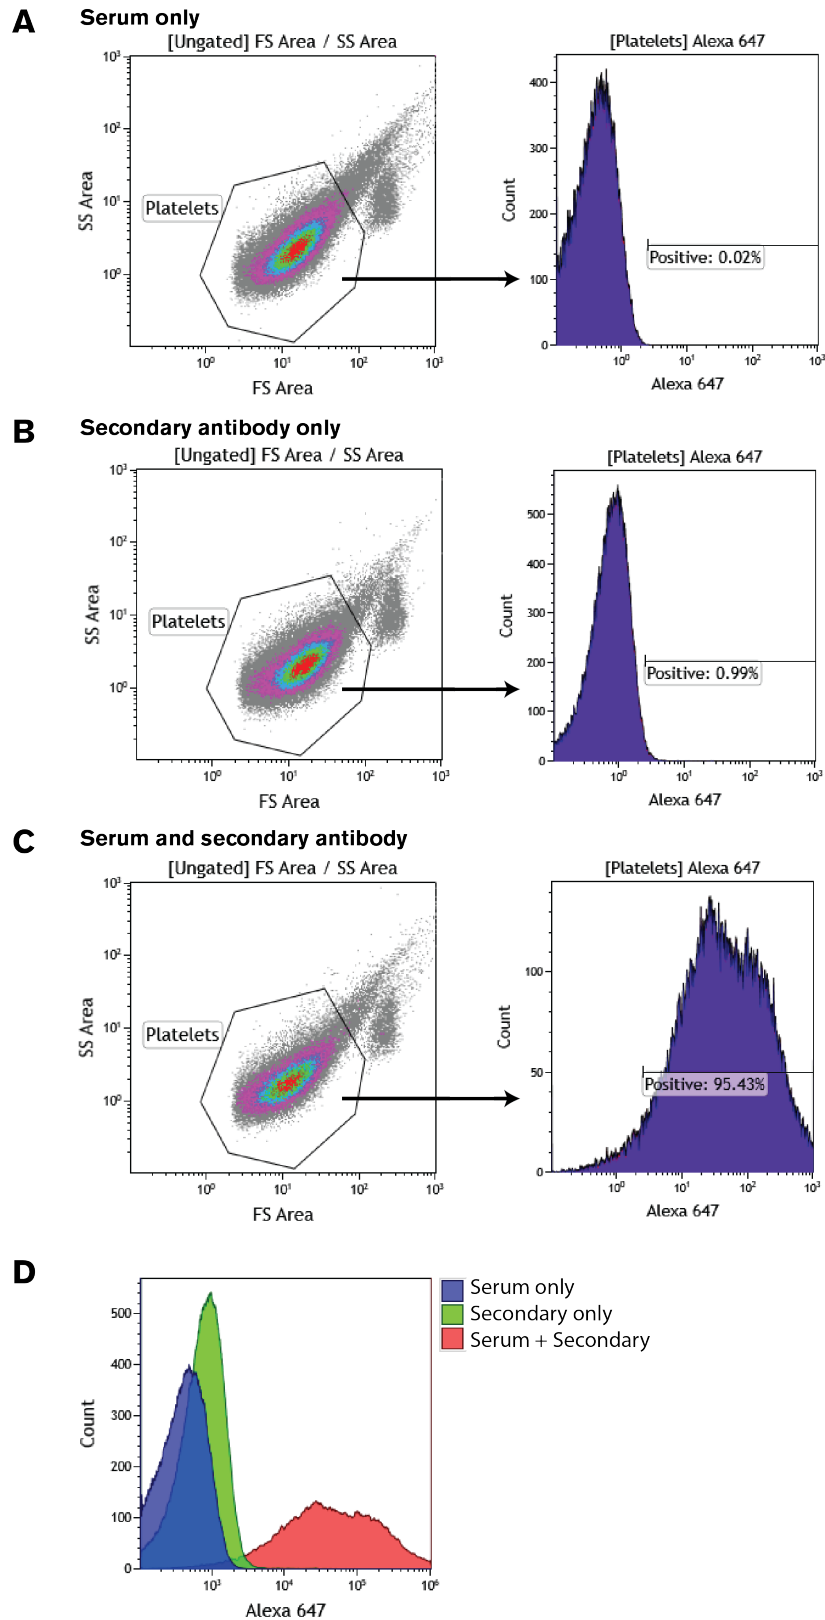 A Serum only
[Ungated] FS Area / SS Area
10³
10²
10¹
10⁰
SS Area
Platelets
10⁰ 10¹ 10² 10³
FS Area
[Platelets] Alexa 647
400
300
200
100
0
Count
Positive: 0.02%
10⁰ 10¹ 10² 10³
Alexa 647
B Secondary antibody only
[Ungated] FS Area / SS Area
10³
10²
10¹
10⁰
SS Area
Platelets
10⁰ 10¹ 10² 10³
FS Area
[Platelets] Alexa 647
500
400
300
200
100
0
Count
Positive: 0.99%
10⁰ 10¹ 10² 10³
Alexa 647
C Serum and secondary antibody
[Ungated] FS Area / SS Area
10³
10²
10¹
10⁰
SS Area
Platelets
10⁰ 10¹ 10² 10³
FS Area
[Platelets] Alexa 647
100
50
0
Count
Positive: 95.43%
10⁰ 10¹ 10² 10³
Alexa 647
D
500
400
300
200
100
0
Count
10³ 10⁴ 10⁵ 10⁶
Alexa 647
Serum only
Secondary only
Serum + Secondary